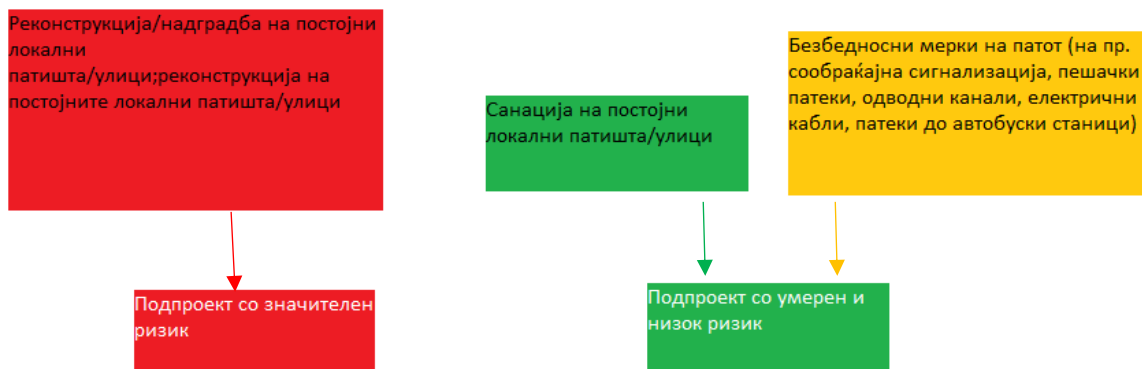 Реконструкција/надградба на постојни
локални
патишта/улици;реконструкција на
постојните локални патишта/улици
Санација на постојни
локални патишта/улици
Безбедносни мерки на патот (на пр.
сообраќајна сигнализација, пешачки
патеки, одводни канали, електрични
кабли, патеки до автобуски станици)
Подпроект со значителен
ризик
Подпроект со умерен и
низок ризик